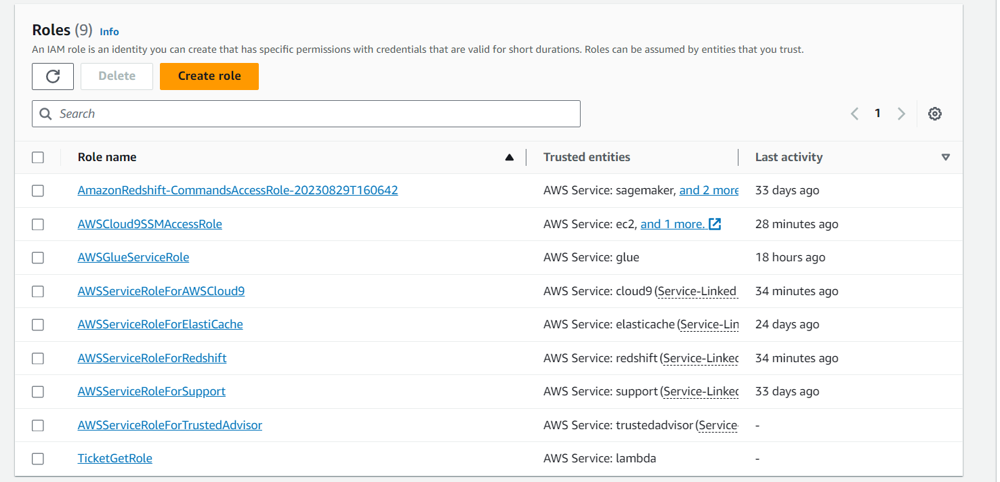 Roles (9) Info
An IAM role is an identity you can create that has specific permissions with credentials that are valid for short durations. Roles can be assumed by entities that you trust.
Delete Create role
Search 1
Role name Trusted entities Last activity
AmazonRedshift-CommandsAccessRole-20230829T160642 AWS Service: sagemaker, and 2 more 33 days ago
AWSCloud9SSMAccessRole AWS Service: ec2, and 1 more. 28 minutes ago
AWSGlueServiceRole AWS Service: glue 18 hours ago
AWSServiceRoleForAWSCloud9 AWS Service: cloud9 (Service-Linked 34 minutes ago
AWSServiceRoleForElastiCache AWS Service: elasticache (Service-Lin 24 days ago
AWSServiceRoleForRedshift AWS Service: redshift (Service-Linked 34 minutes ago
AWSServiceRoleForSupport AWS Service: support (Service-Linked 33 days ago
AWSServiceRoleForTrustedAdvisor AWS Service: trustedadvisor (Service- -
TicketGetRole AWS Service: lambda -